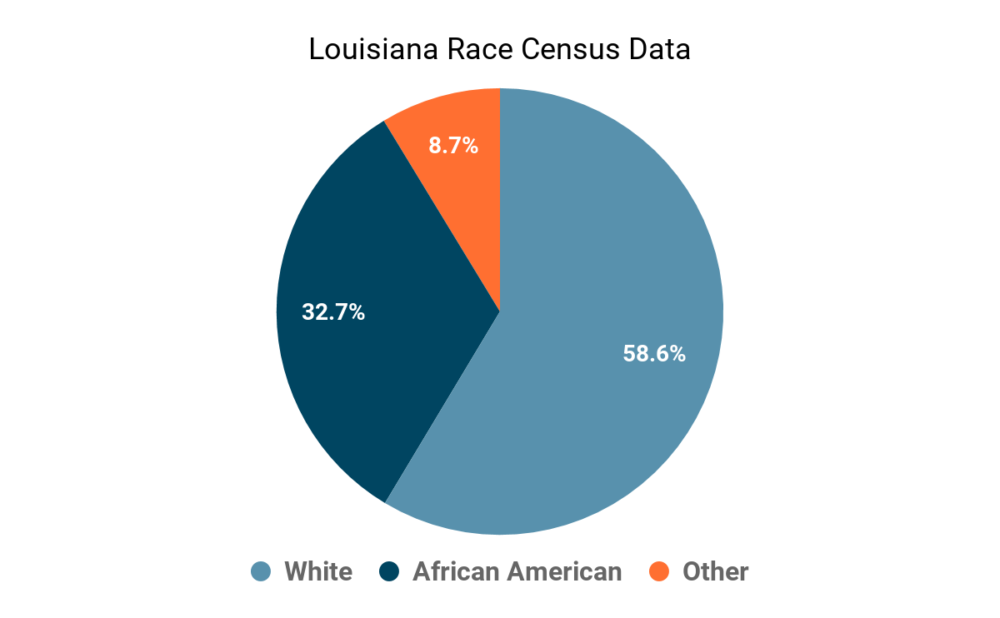 Louisiana Race Census Data
8.7%
32.7%
58.6%
White African American Other